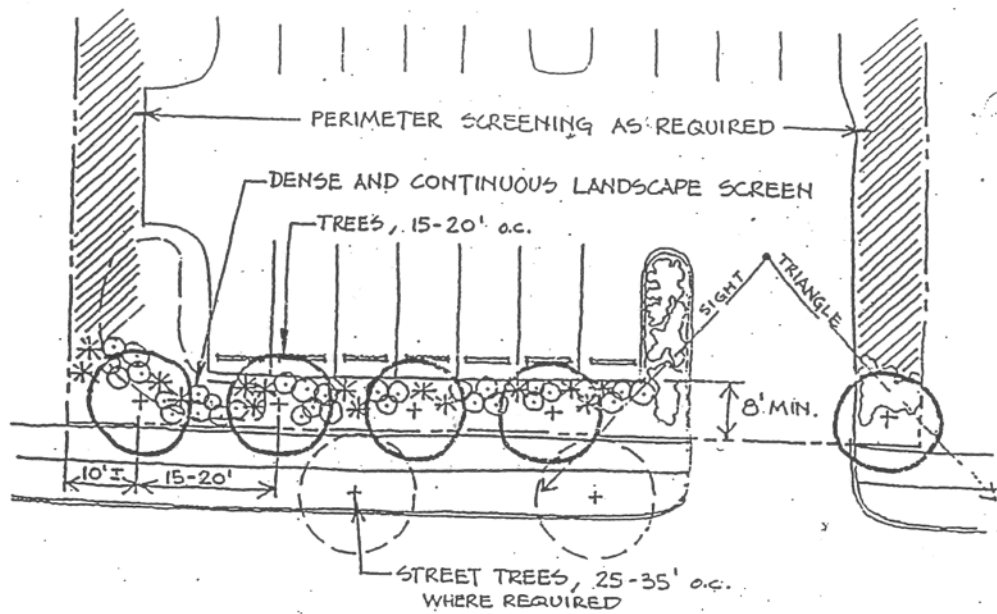 PERIMETER SCREENING AS REQUIRED
DENSE AND CONTINUOUS LANDSCAPE SCREEN
TREES, 15-20' o.c.
SIGHT
TRIANGLE
8' MIN.
10'±
15-20'
STREET TREES, 25-35' o.c.
WHERE REQUIRED